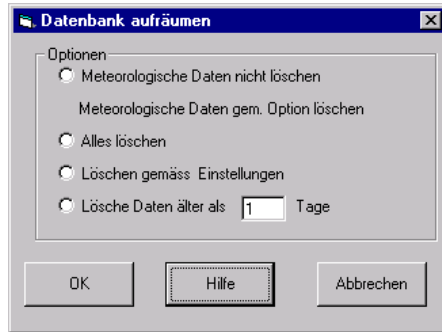 Datenbank aufräumen
Optionen
Meteorologische Daten nicht löschen
Meteorologische Daten gem. Option löschen
Alles löschen
Löschen gemäss Einstellungen
Lösche Daten älter als 1 Tage
OK Hilfe Abbrechen